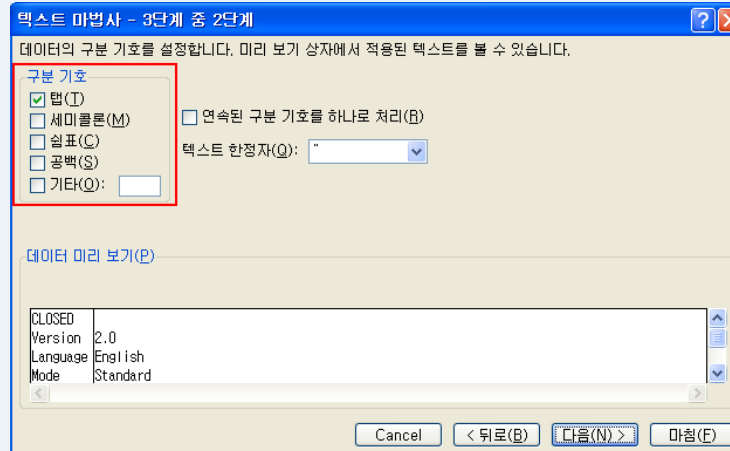 텍스트 마법사 - 3단계 중 2단계
데이터의 구분 기호를 설정합니다. 미리 보기 상자에서 적용된 텍스트를 볼 수 있습니다.
구분 기호
탭(T)
세미콜론(M)
쉼표(C)
공백(S)
기타(O):
연속된 구분 기호를 하나로 처리(R)
텍스트 한정자(Q): "
데이터 미리 보기(P)
CLOSED
Version 2.0
Language English
Mode Standard
Cancel < 뒤로(B) 다음(N) > 마침(F)